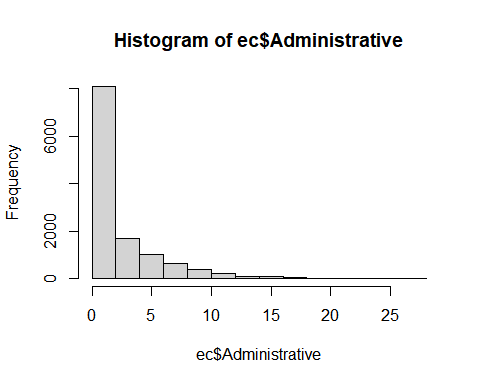 Histogram of ec$Administrative
Frequency
6000
2000
0
0 5 10 15 20 25
ec$Administrative